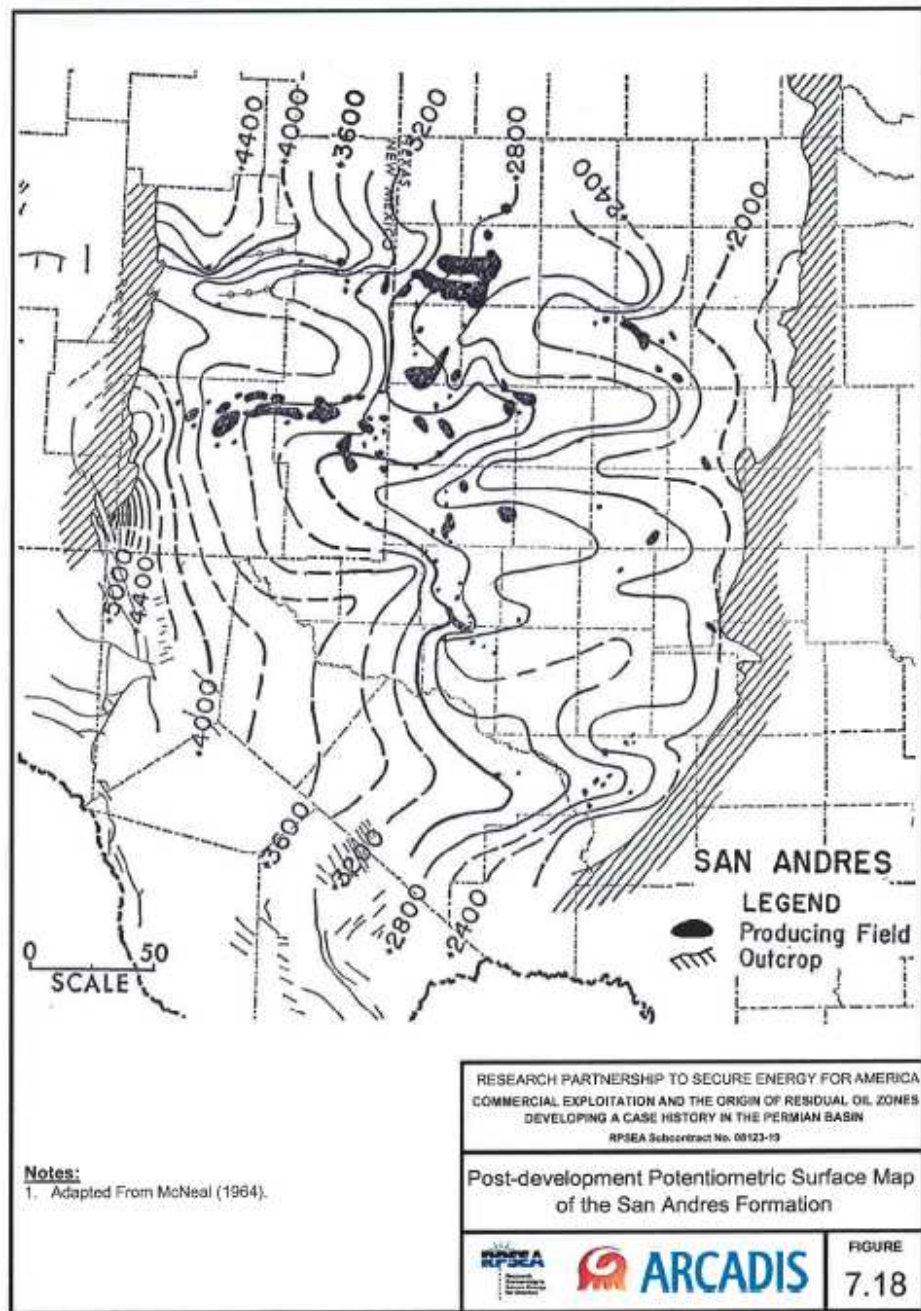 +4400
+4000
+3600
TEXAS
NEW MEXICO
+3200
+2800
2400+
2000
+5000
+4400
+4000
+3600
+3200
+2800
+2400
SAN ANDRES
LEGEND
Producing Field
Outcrop
0 50
SCALE
RESEARCH PARTNERSHIP TO SECURE ENERGY FOR AMERICA
COMMERCIAL EXPLOITATION AND THE ORIGIN OF RESIDUAL OIL ZONES
DEVELOPING A CASE HISTORY IN THE PERMIAN BASIN
RPSEA Subcontract No. 08123-19
Notes:
1. Adapted From McNeal (1964).
Post-development Potentiometric Surface Map
of the San Andres Formation
RPSEA
ARCADIS
FIGURE
7.18